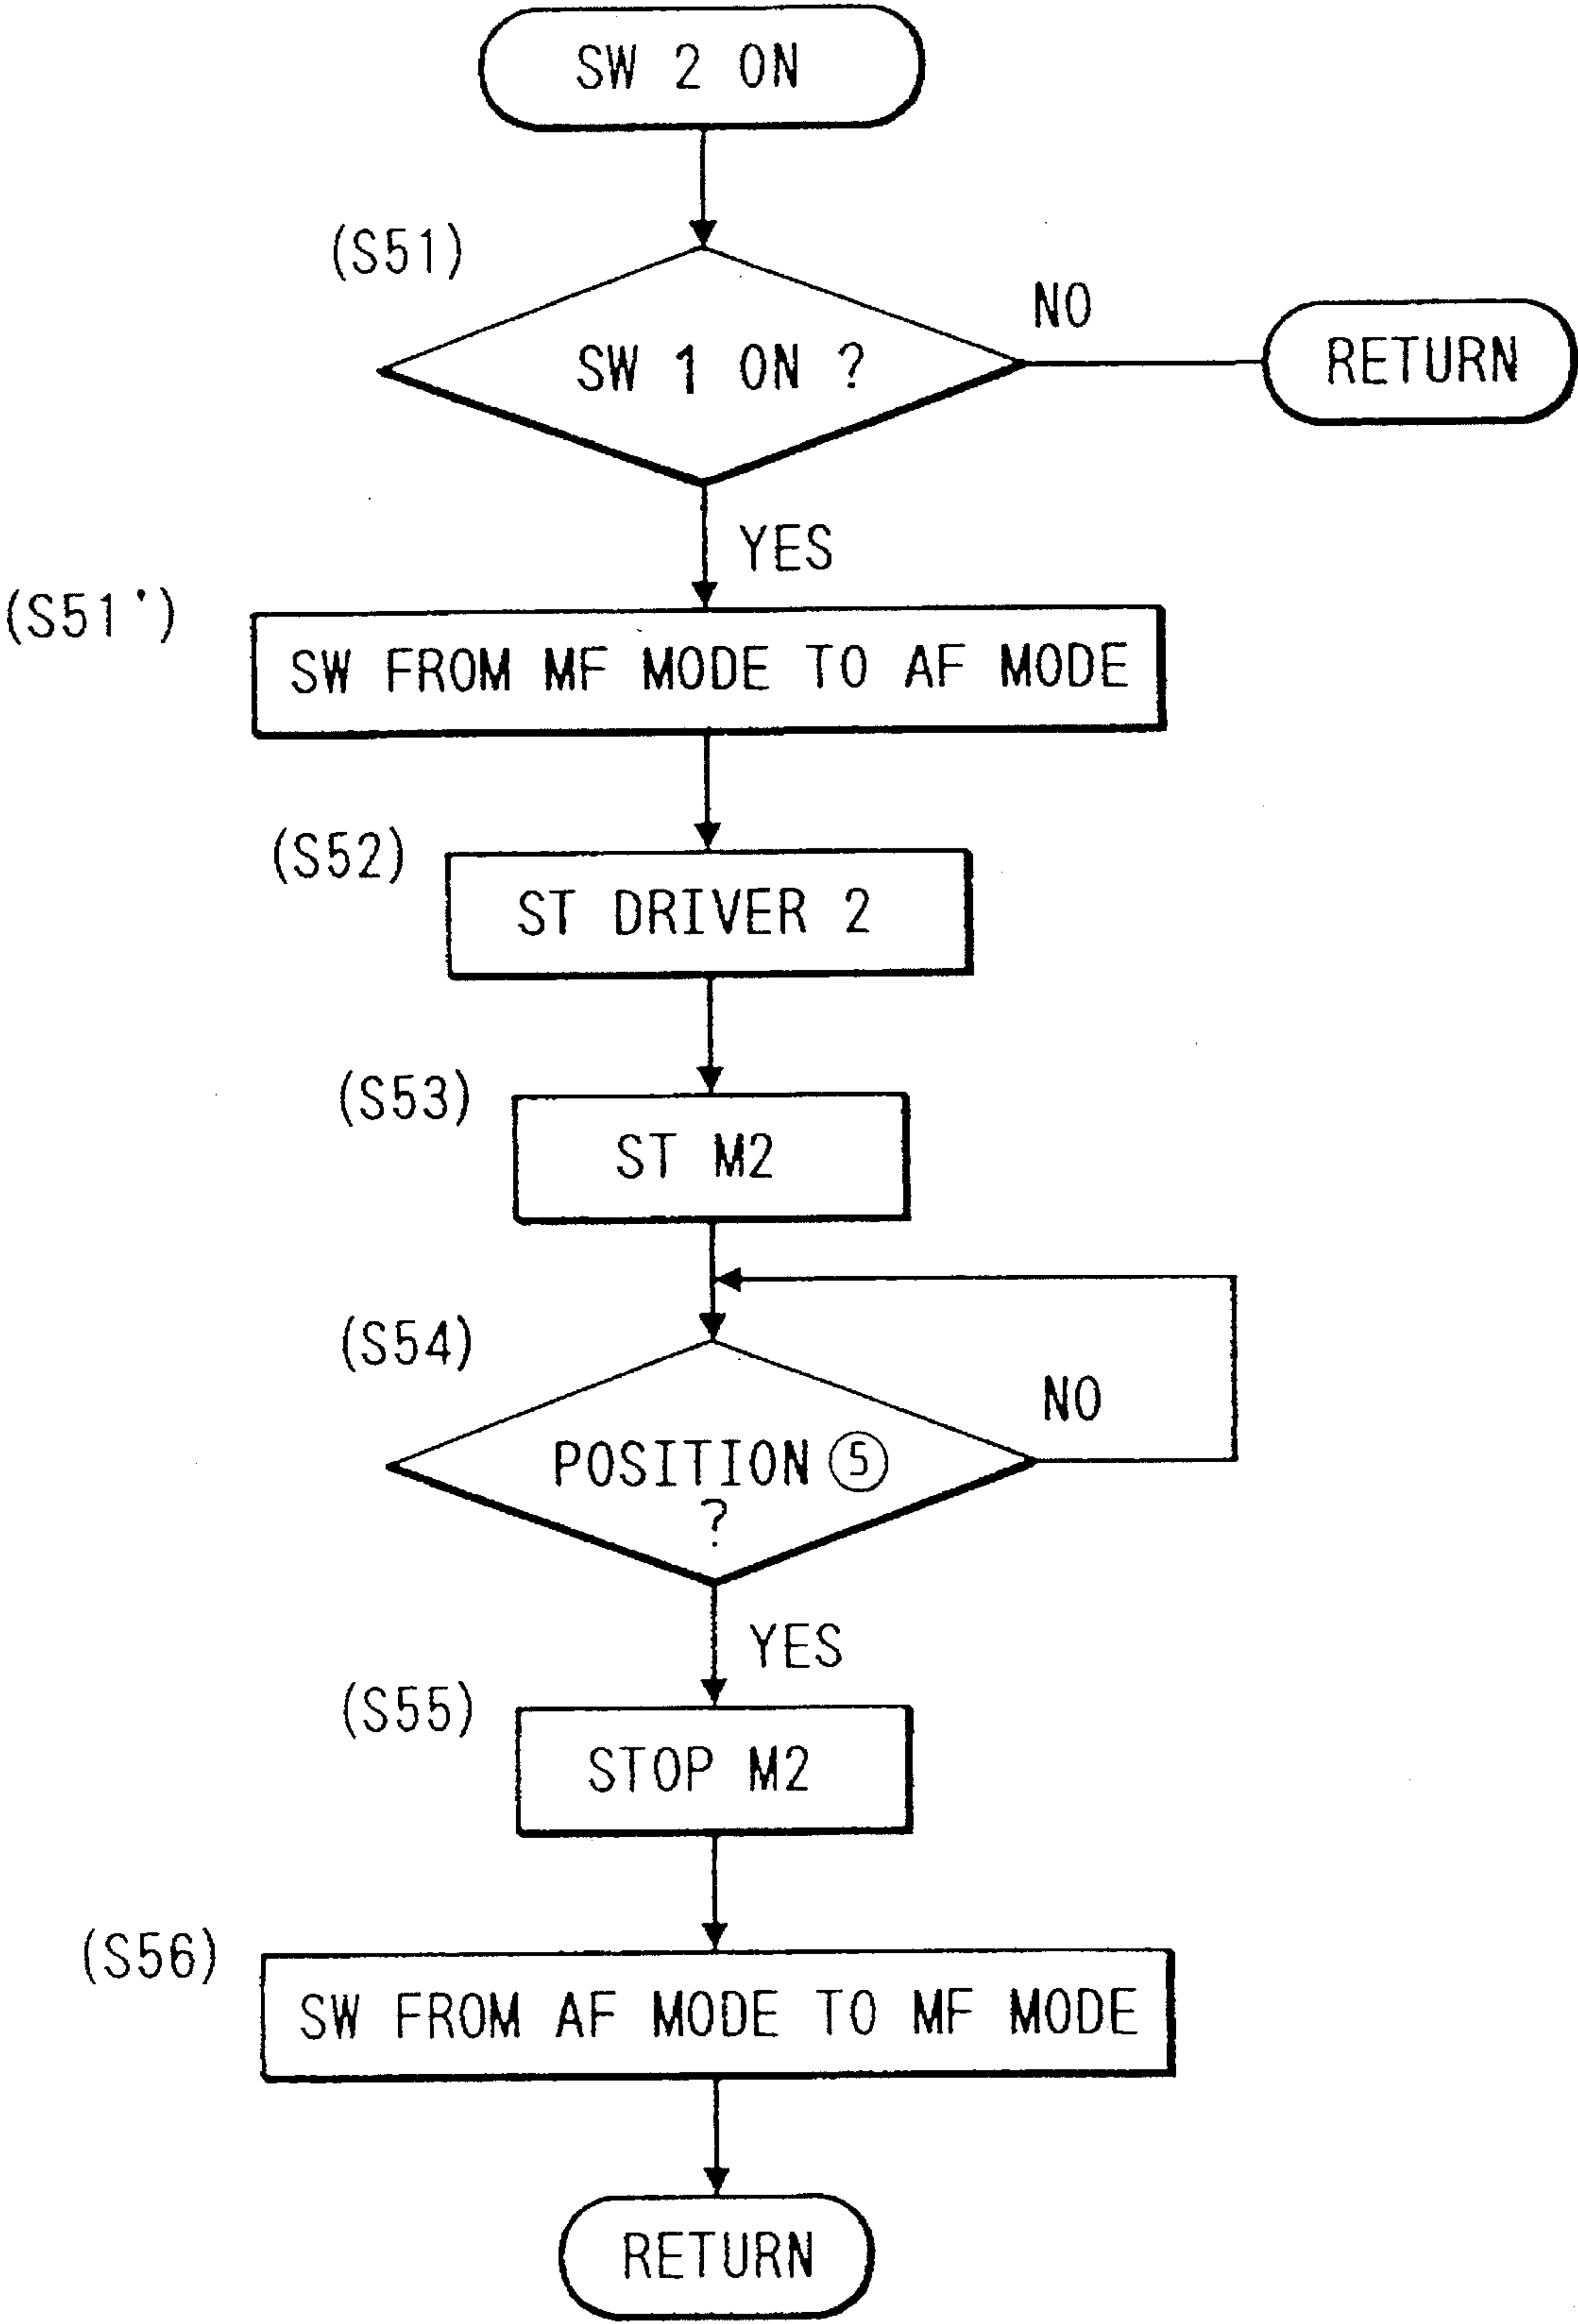 SW 2 ON
(S51)
SW 1 ON ?
NO
RETURN
YES
(S51')
SW FROM MF MODE TO AF MODE
(S52)
ST DRIVER 2
(S53)
ST M2
(S54)
NO
POSITION ⑤
?
YES
(S55)
STOP M2
(S56)
SW FROM AF MODE TO MF MODE
RETURN